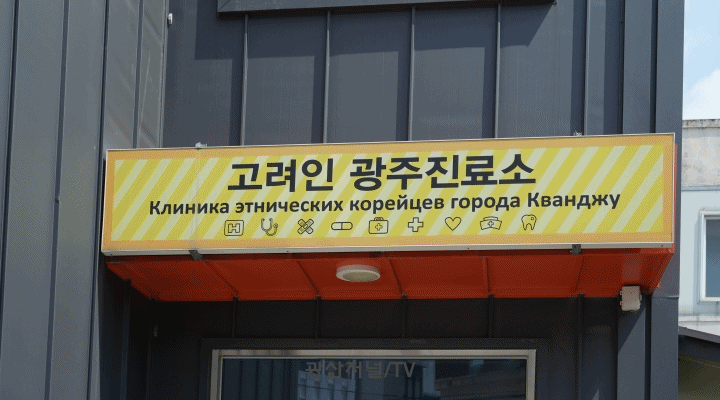 고려인 광주진료소
Клиника этнических корейцев города Кванджу
H